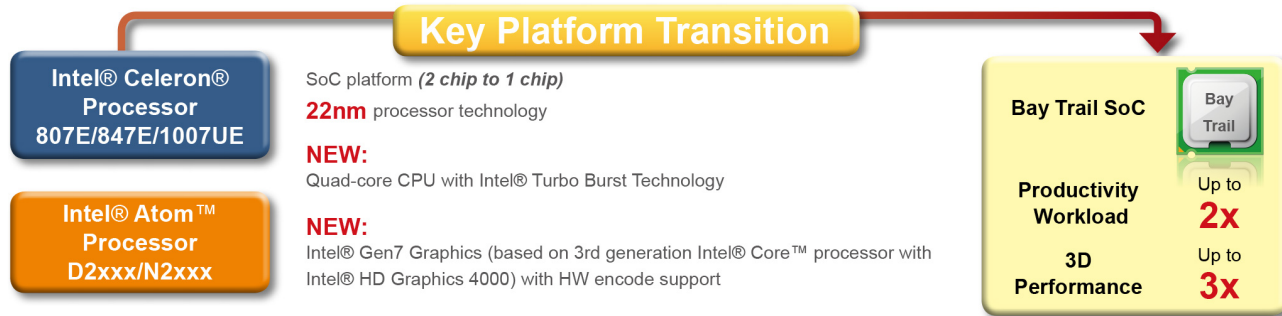 Key Platform Transition
Intel® Celeron®
Processor
807E/847E/1007UE
Intel® Atom™
Processor
D2xxx/N2xxx
SoC platform (2 chip to 1 chip)
22nm processor technology
NEW:
Quad-core CPU with Intel® Turbo Burst Technology
NEW:
Intel® Gen7 Graphics (based on 3rd generation Intel® Core™ processor with
Intel® HD Graphics 4000) with HW encode support
Bay Trail SoC
Bay
Trail
Productivity
Workload
Up to
2x
3D
Performance
Up to
3x